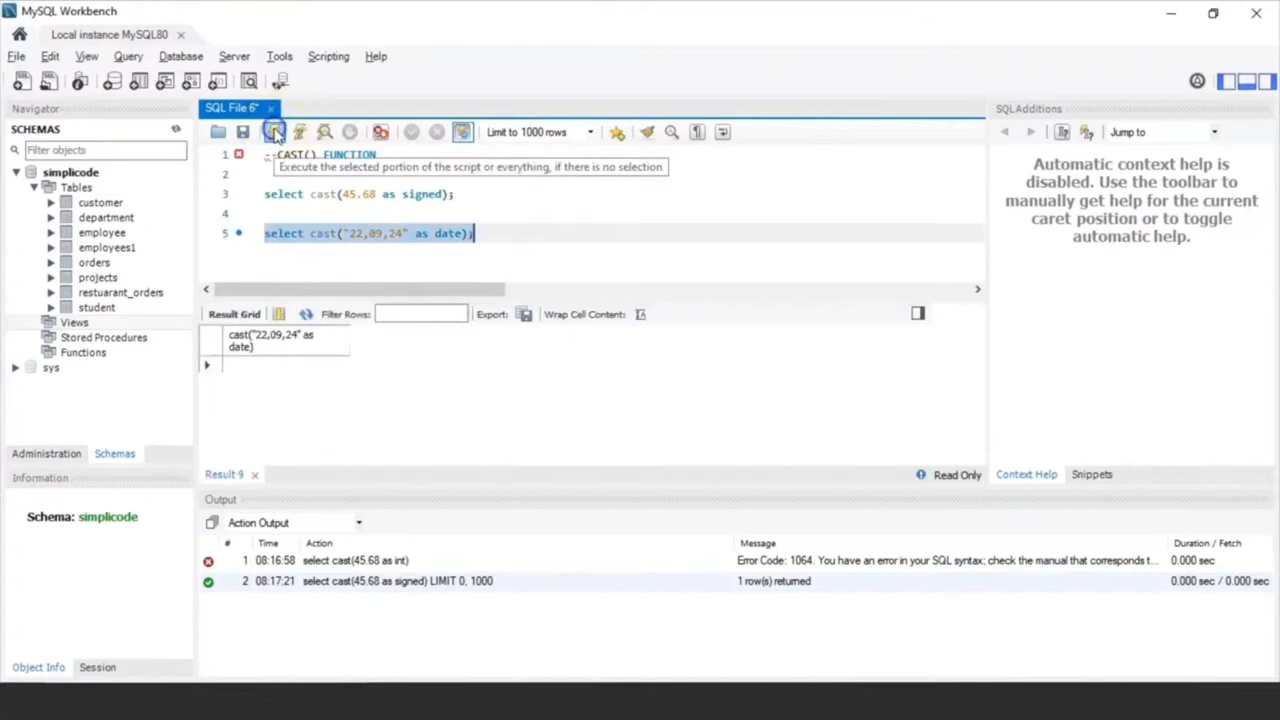 MySQL Workbench
Local instance MySQL80
File Edit View Query Database Server Tools Scripting Help
Navigator
SCHEMAS
Filter objects
simplicode
Tables
customer
department
employee
employees1
orders
projects
restuarant_orders
student
Views
Stored Procedures
Functions
sys
Administration Schemas
Information
Schema: simplicode
Object Info Session
SQL File 6*
Limit to 1000 rows
1 --CAST() FUNCTION
Execute the selected portion of the script or everything, if there is no selection
2
3 select cast(45.68 as signed);
4
5 select cast("22,09,24" as date);
Result Grid Filter Rows: Export: Wrap Cell Content:
cast("22,09,24" as
date)
Result 9 Read Only
Output
Action Output
# Time Action Message Duration / Fetch
1 08:16:58 select cast(45.68 as int) Error Code: 1064. You have an error in your SQL syntax; check the manual that corresponds t... 0.000 sec
2 08:17:21 select cast(45.68 as signed) LIMIT 0, 1000 1 row(s) returned 0.000 sec / 0.000 sec
SQLAdditions
Jump to
Automatic context help is
disabled. Use the toolbar to
manually get help for the current
caret position or to toggle
automatic help.
Context Help Snippets